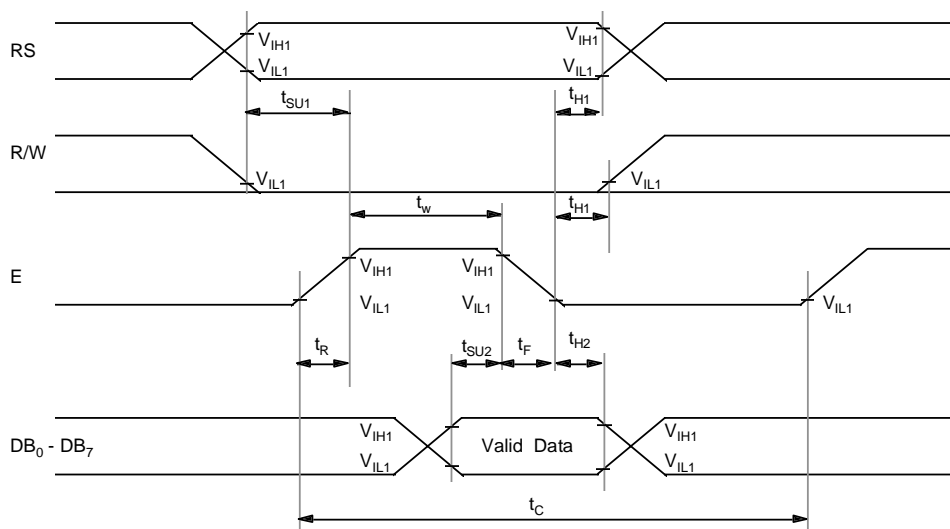 RS
V_IH1
V_IL1
V_IH1
V_IL1
t_SU1
t_H1
R/W
V_IL1
V_IL1
t_w
t_H1
E
V_IH1
V_IH1
V_IL1
V_IL1
V_IL1
t_R
t_SU2
t_F
t_H2
DB_0 - DB_7
V_IH1
V_IL1
Valid Data
V_IH1
V_IL1
t_C